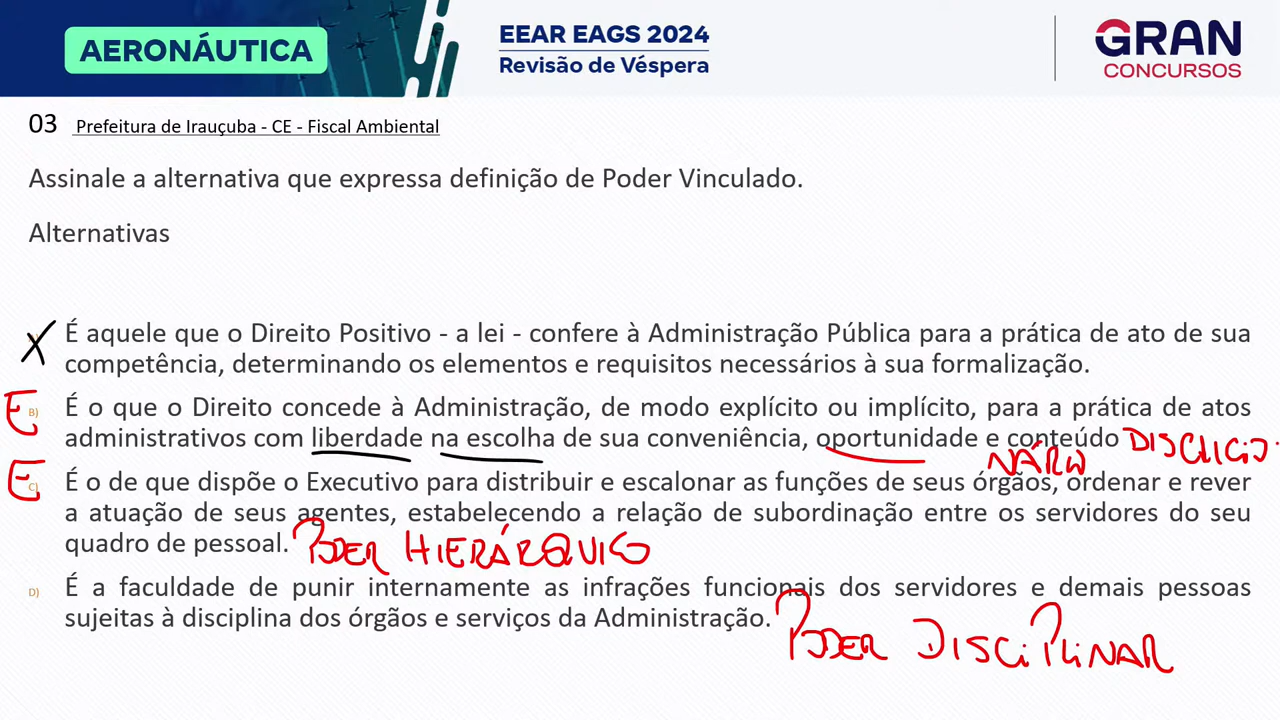 AERONÁUTICA
EEAR EAGS 2024
Revisão de Véspera
GRAN
CONCURSOS
03 Prefeitura de Irauçuba - CE - Fiscal Ambiental
Assinale a alternativa que expressa definição de Poder Vinculado.
Alternativas
X É aquele que o Direito Positivo - a lei - confere à Administração Pública para a prática de ato de sua
competência, determinando os elementos e requisitos necessários à sua formalização.
E B) É o que o Direito concede à Administração, de modo explícito ou implícito, para a prática de atos
administrativos com liberdade na escolha de sua conveniência, oportunidade e conteúdo DISCRICIO
NÁRIO
E C) É o de que dispõe o Executivo para distribuir e escalonar as funções de seus órgãos, ordenar e rever
a atuação de seus agentes, estabelecendo a relação de subordinação entre os servidores do seu
quadro de pessoal. PODER HIERÁRQUICO
D) É a faculdade de punir internamente as infrações funcionais dos servidores e demais pessoas
sujeitas à disciplina dos órgãos e serviços da Administração. PODER DISCIPLINAR